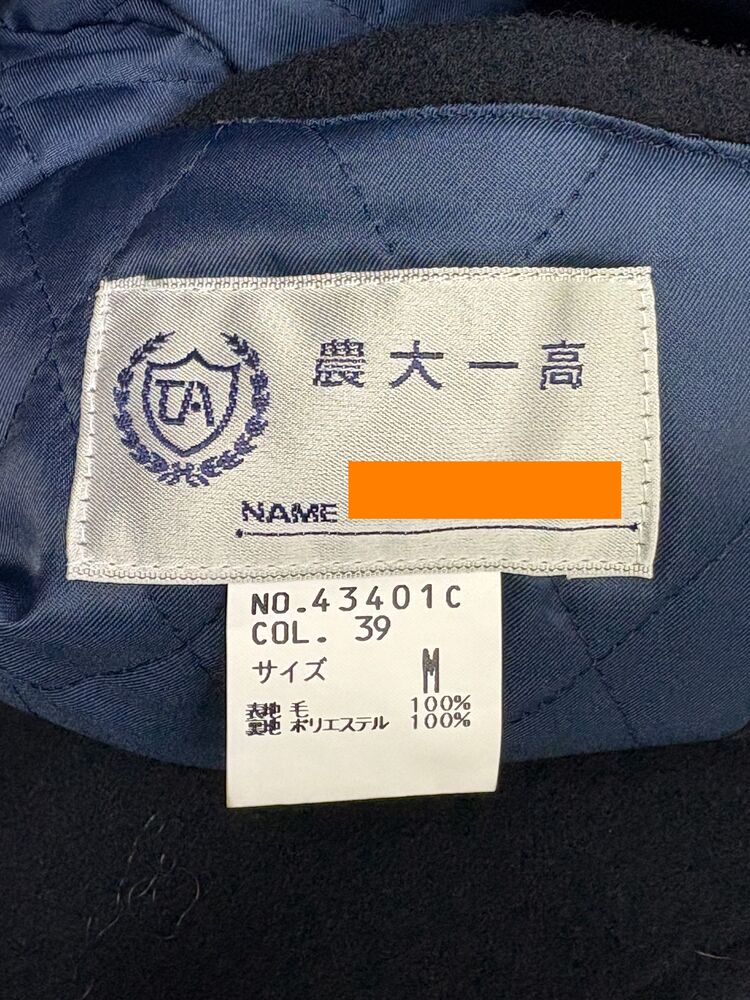 農大一高
TA
NAME
NO.43401C
COL. 39
サイズ M
表地 毛 100%
裏地 ポリエステル 100%